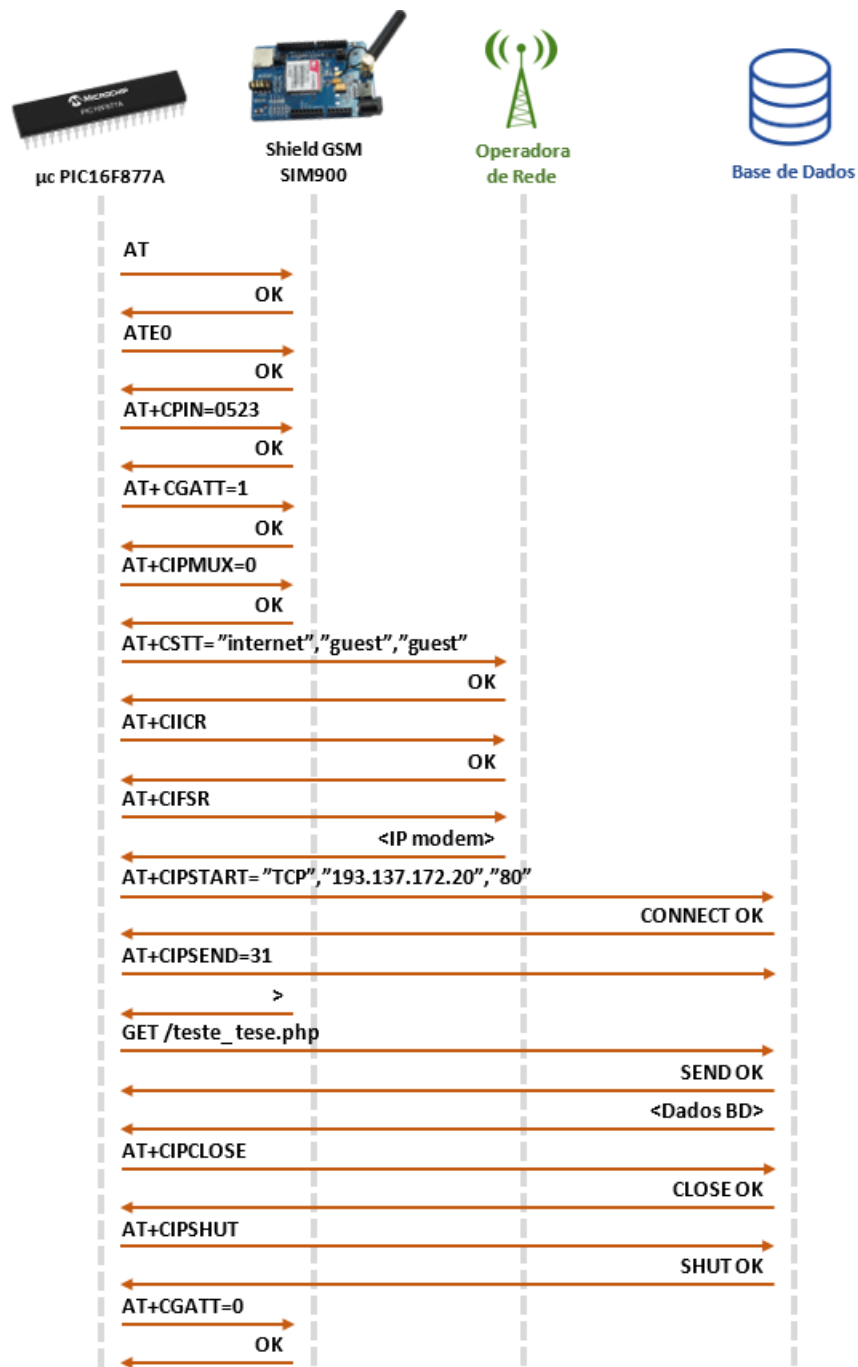 MICROCHIP
PIC16F877A
µc PIC16F877A
Shield GSM
SIM900
Operadora
de Rede
Base de Dados
AT
OK
ATE0
OK
AT+CPIN=0523
OK
AT+ CGATT=1
OK
AT+CIPMUX=0
OK
AT+CSTT= ”internet”,”guest”,”guest”
OK
AT+CIICR
OK
AT+CIFSR
<IP modem>
AT+CIPSTART= ”TCP”,”193.137.172.20”,”80”
CONNECT OK
AT+CIPSEND=31
>
GET /teste_tese.php
SEND OK
<Dados BD>
AT+CIPCLOSE
CLOSE OK
AT+CIPSHUT
SHUT OK
AT+CGATT=0
OK